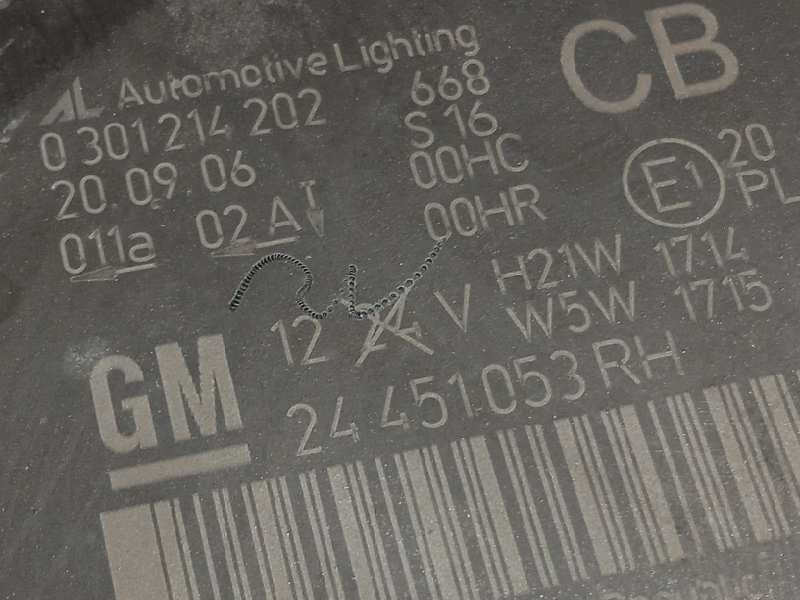 AL Automotive Lighting
0 301 214 202
20 09 06
011a 02 A
668
S 16
00HC
00HR
CB
E1
20
PL
12 24 V
H21W 1714
W5W 1715
GM
24 451 053 RH